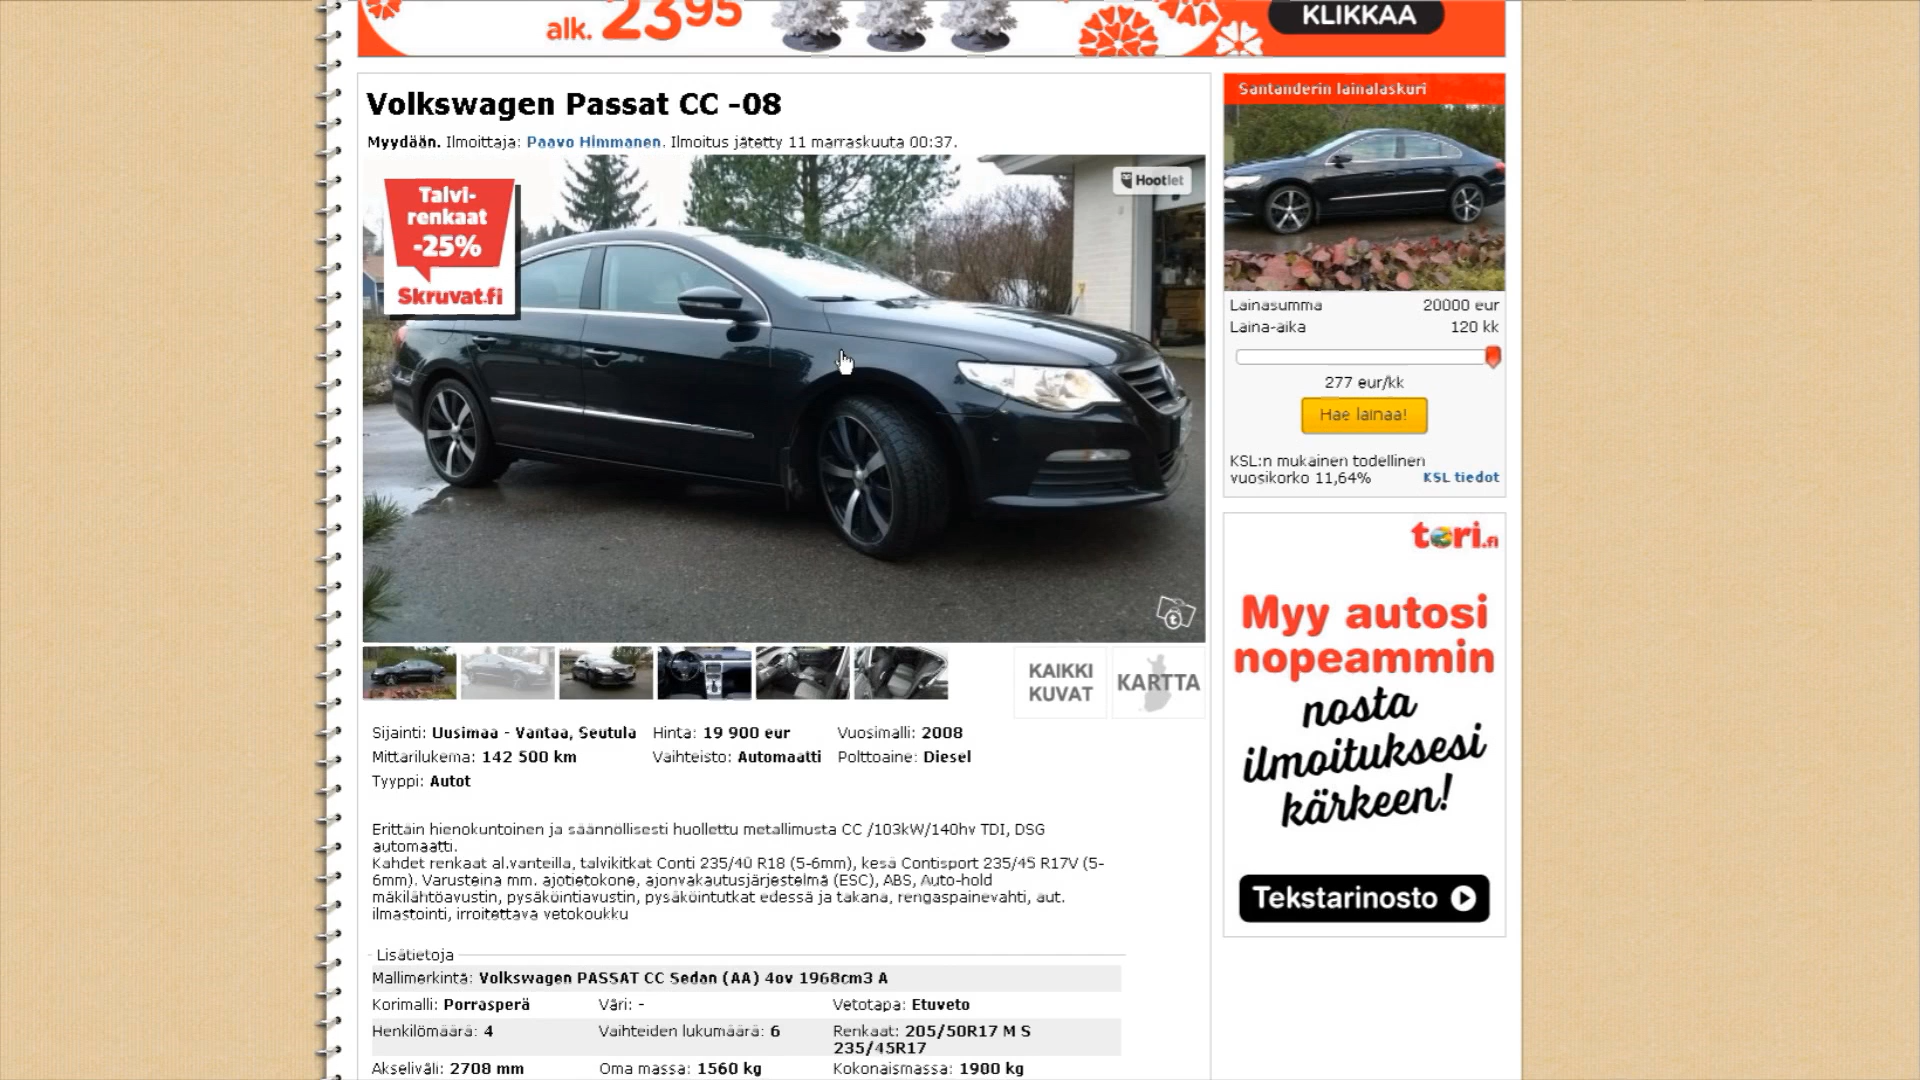 alk. 23⁹⁵
KLIKKAA
Volkswagen Passat CC -08
Myydään. Ilmoittaja: Paavo Himmanen. Ilmoitus jätetty 11 marraskuuta 00:37.
Talvi-
renkaat
-25%
Skruvat.fi
Hootlet
KAIKKI
KUVAT
KARTTA
Sijainti: Uusimaa - Vantaa, Seutula Hinta: 19 900 eur Vuosimalli: 2008
Mittarilukema: 142 500 km Vaihteisto: Automaatti Polttoaine: Diesel
Tyyppi: Autot
Erittäin hienokuntoinen ja säännöllisesti huollettu metallimusta CC /103kW/140hv TDI, DSG
automaatti.
Kahdet renkaat al.vanteilla, talvikitkat Conti 235/40 R18 (5-6mm), kesä Contisport 235/45 R17V (5-
6mm). Varusteina mm. ajotietokone, ajonvakautusjärjestelmä (ESC), ABS, Auto-hold
mäkilähtöavustin, pysäköintiavustin, pysäköintutkat edessä ja takana, rengaspainevahti, aut.
ilmastointi, irroitettava vetokoukku
Lisätietoja
Mallimerkintä: Volkswagen PASSAT CC Sedan (AA) 4ov 1968cm3 A
Korimalli: Porrasperä Väri: - Vetotapa: Etuveto
Henkilömäärä: 4 Vaihteiden lukumäärä: 6 Renkaat: 205/50R17 M S
235/45R17
Akseliväli: 2708 mm Oma massa: 1560 kg Kokonaismassa: 1980 kg
Santanderin lainalaskuri
Lainasumma 20000 eur
Laina-aika 120 kk
277 eur/kk
Hae lainaa!
KSL:n mukainen todellinen
vuosikorko 11,64% KSL tiedot
tori.fi
Myy autosi
nopeammin
nosta
ilmoituksesi
kärkeen!
Tekstarinosto